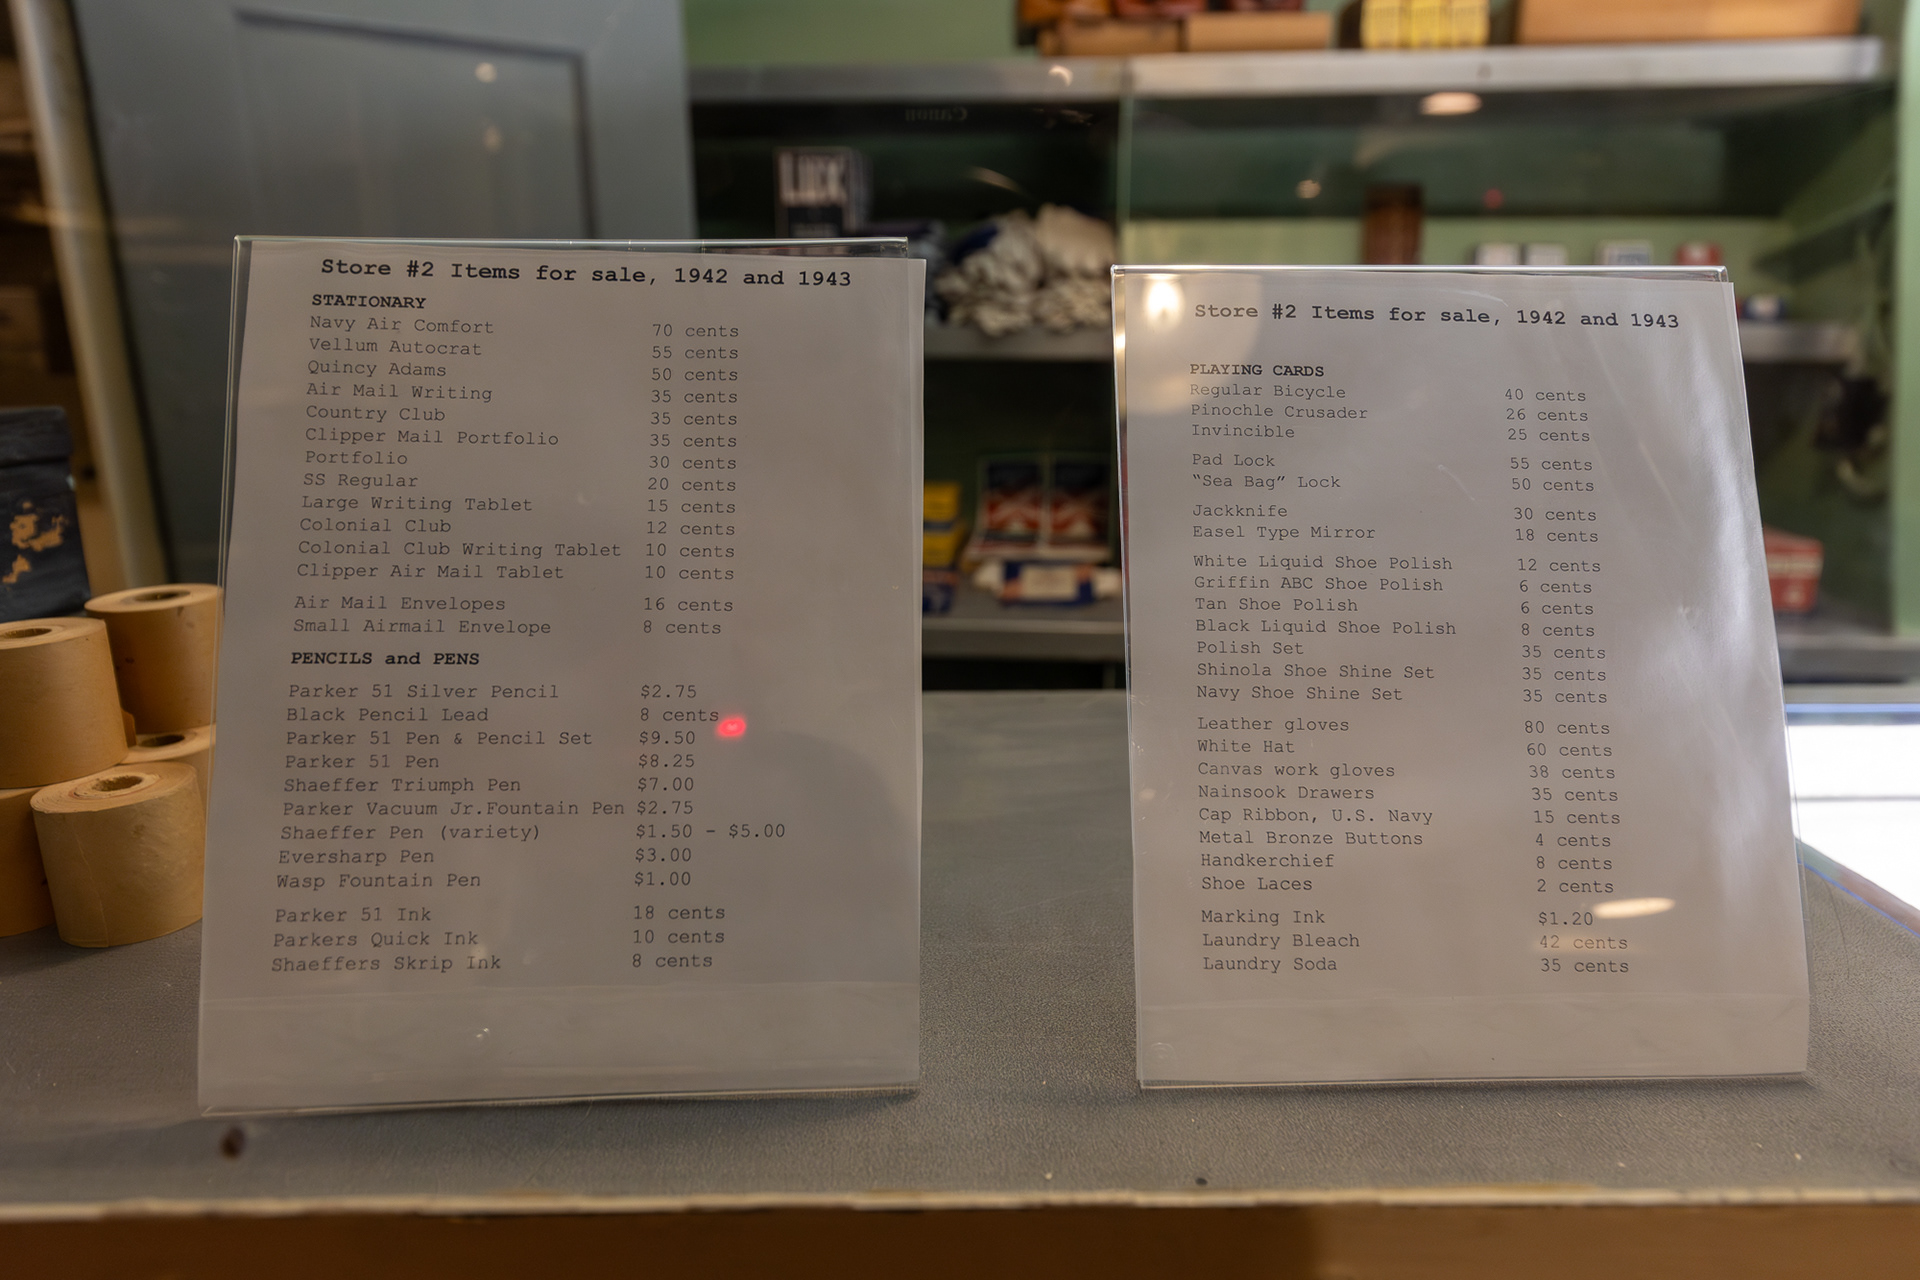 Canon
LUX
Store #2 Items for sale, 1942 and 1943
STATIONARY
Navy Air Comfort 70 cents
Vellum Autocrat 55 cents
Quincy Adams 50 cents
Air Mail Writing 35 cents
Country Club 35 cents
Clipper Mail Portfolio 35 cents
Portfolio 30 cents
SS Regular 20 cents
Large Writing Tablet 15 cents
Colonial Club 12 cents
Colonial Club Writing Tablet 10 cents
Clipper Air Mail Tablet 10 cents
Air Mail Envelopes 16 cents
Small Airmail Envelope 8 cents
PENCILS and PENS
Parker 51 Silver Pencil $2.75
Black Pencil Lead 8 cents
Parker 51 Pen & Pencil Set $9.50
Parker 51 Pen $8.25
Shaeffer Triumph Pen $7.00
Parker Vacuum Jr.Fountain Pen $2.75
Shaeffer Pen (variety) $1.50 - $5.00
Eversharp Pen $3.00
Wasp Fountain Pen $1.00
Parker 51 Ink 18 cents
Parkers Quick Ink 10 cents
Shaeffers Skrip Ink 8 cents
Store #2 Items for sale, 1942 and 1943
PLAYING CARDS
Regular Bicycle 40 cents
Pinochle Crusader 26 cents
Invincible 25 cents
Pad Lock 55 cents
“Sea Bag” Lock 50 cents
Jackknife 30 cents
Easel Type Mirror 18 cents
White Liquid Shoe Polish 12 cents
Griffin ABC Shoe Polish 6 cents
Tan Shoe Polish 6 cents
Black Liquid Shoe Polish 8 cents
Polish Set 35 cents
Shinola Shoe Shine Set 35 cents
Navy Shoe Shine Set 35 cents
Leather gloves 80 cents
White Hat 60 cents
Canvas work gloves 38 cents
Nainsook Drawers 35 cents
Cap Ribbon, U.S. Navy 15 cents
Metal Bronze Buttons 4 cents
Handkerchief 8 cents
Shoe Laces 2 cents
Marking Ink $1.20
Laundry Bleach 42 cents
Laundry Soda 35 cents